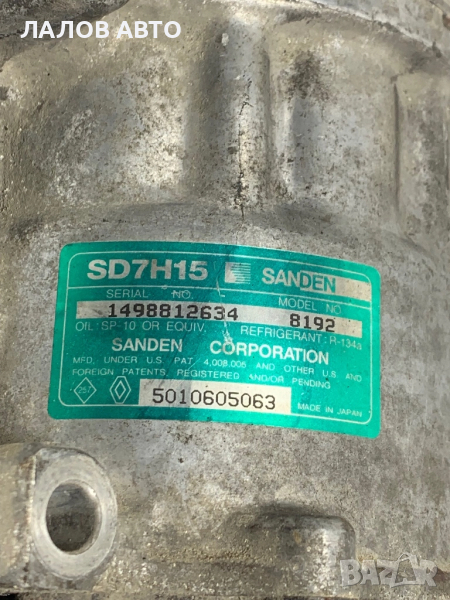 ЛАЛОВ АВТО
SD7H15 SANDEN
SERIAL NO. MODEL NO
1498812634 8192
OIL: SP-10 OR EQUIV. REFRIGERANT: R-134a
SANDEN CORPORATION
MFD. UNDER U.S. PAT. 4,008,005 AND OTHER U.S. AND
FOREIGN PATENTS, REGISTERED AND/OR PENDING
5010605063 MADE IN JAPAN
BAZAR